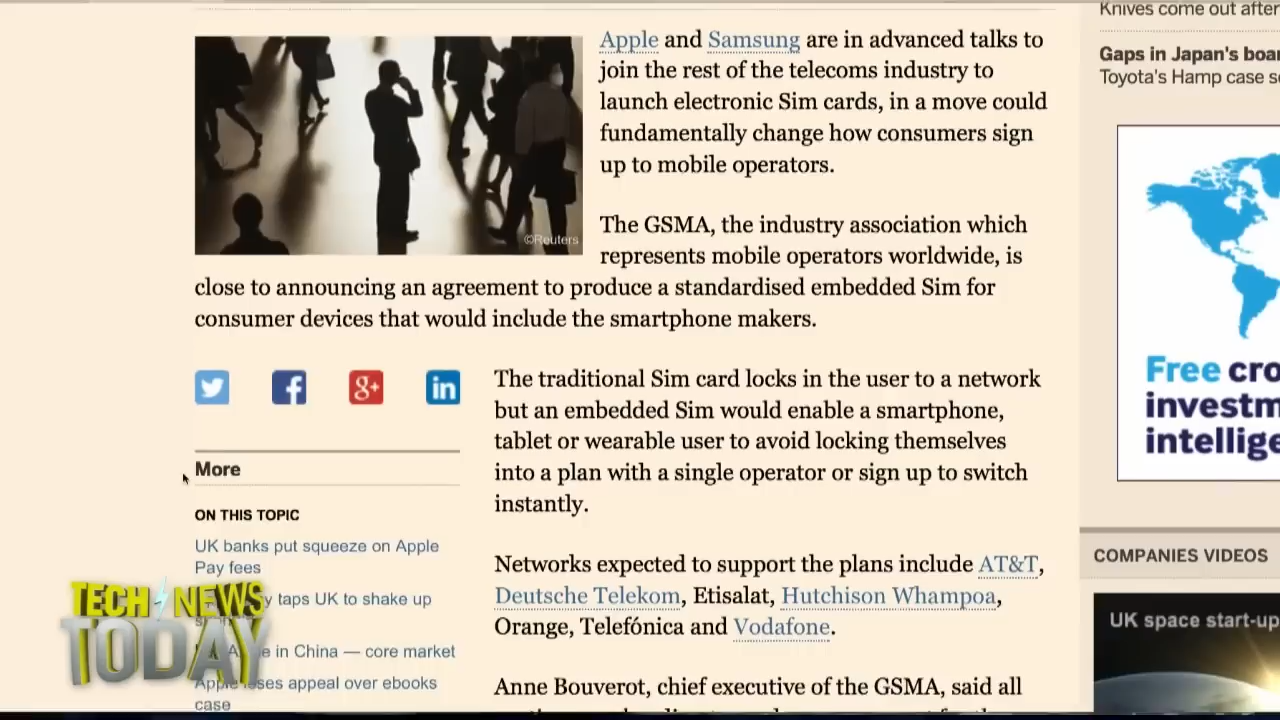 Apple and Samsung are in advanced talks to
join the rest of the telecoms industry to
launch electronic Sim cards, in a move could
fundamentally change how consumers sign
up to mobile operators.
©Reuters
The GSMA, the industry association which
represents mobile operators worldwide, is
close to announcing an agreement to produce a standardised embedded Sim for
consumer devices that would include the smartphone makers.
The traditional Sim card locks in the user to a network
but an embedded Sim would enable a smartphone,
tablet or wearable user to avoid locking themselves
into a plan with a single operator or sign up to switch
instantly.
Networks expected to support the plans include AT&T,
Deutsche Telekom, Etisalat, Hutchison Whampoa,
Orange, Telefónica and Vodafone.
Anne Bouverot, chief executive of the GSMA, said all
More
ON THIS TOPIC
UK banks put squeeze on Apple
Pay fees
taps UK to shake up
in China — core market
Apple loses appeal over ebooks
case
TECH NEWS
TODAY
Knives come out after
Gaps in Japan's boar
Toyota's Hamp case
Free cro
investm
intellige
COMPANIES VIDEOS
UK space start-up